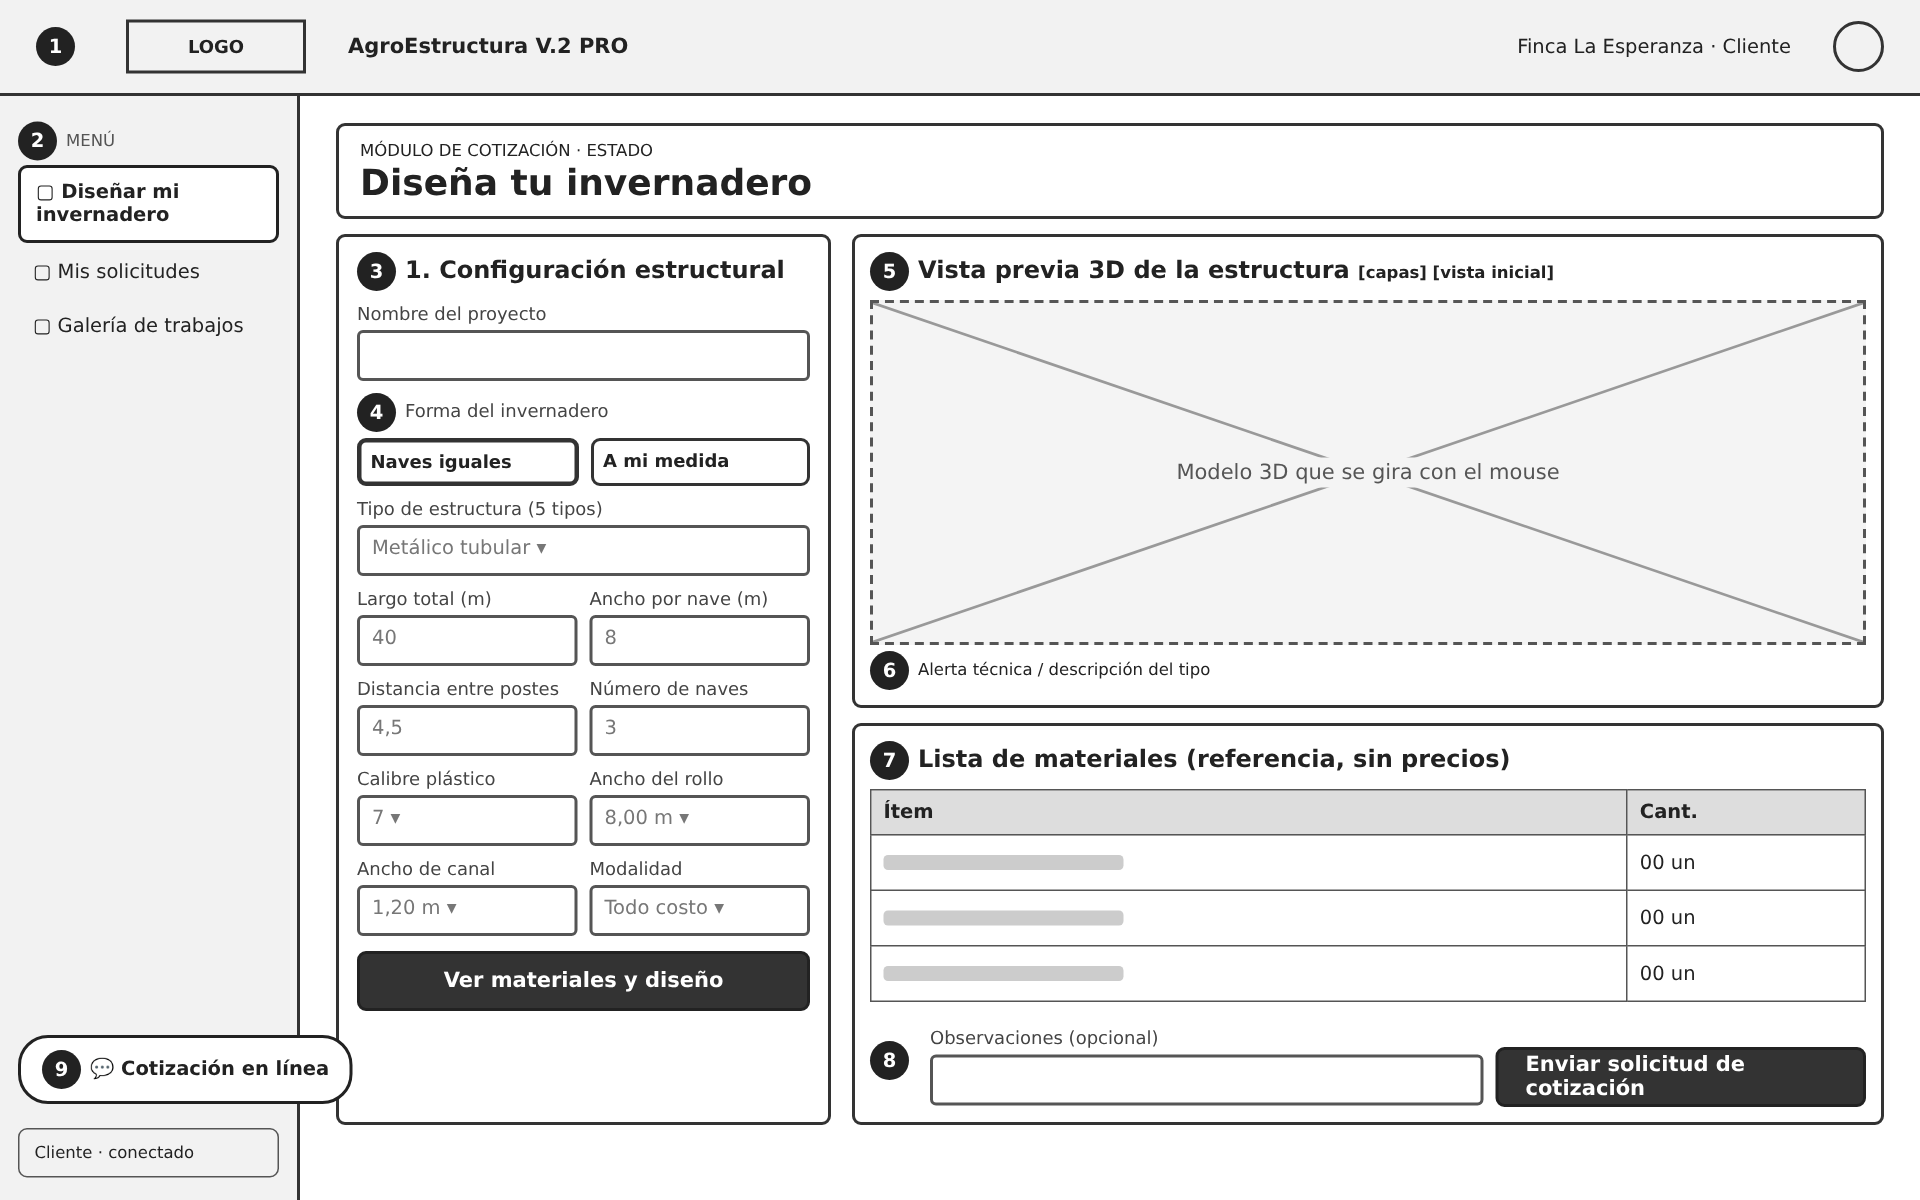 1
LOGO
AgroEstructura V.2 PRO
Finca La Esperanza · Cliente
2
MENÚ
▢ Diseñar mi
invernadero
▢ Mis solicitudes
▢ Galería de trabajos
9
💬 Cotización en línea
Cliente · conectado
MÓDULO DE COTIZACIÓN · ESTADO
Diseña tu invernadero
3
1. Configuración estructural
Nombre del proyecto
4
Forma del invernadero
Naves iguales
A mi medida
Tipo de estructura (5 tipos)
Metálico tubular ▾
Largo total (m)
Ancho por nave (m)
40
8
Distancia entre postes
Número de naves
4,5
3
Calibre plástico
Ancho del rollo
7 ▾
8,00 m ▾
Ancho de canal
Modalidad
1,20 m ▾
Todo costo ▾
Ver materiales y diseño
5
Vista previa 3D de la estructura [capas] [vista inicial]
Modelo 3D que se gira con el mouse
6
Alerta técnica / descripción del tipo
7
Lista de materiales (referencia, sin precios)
Ítem
Cant.
00 un
00 un
00 un
8
Observaciones (opcional)
Enviar solicitud de
cotización